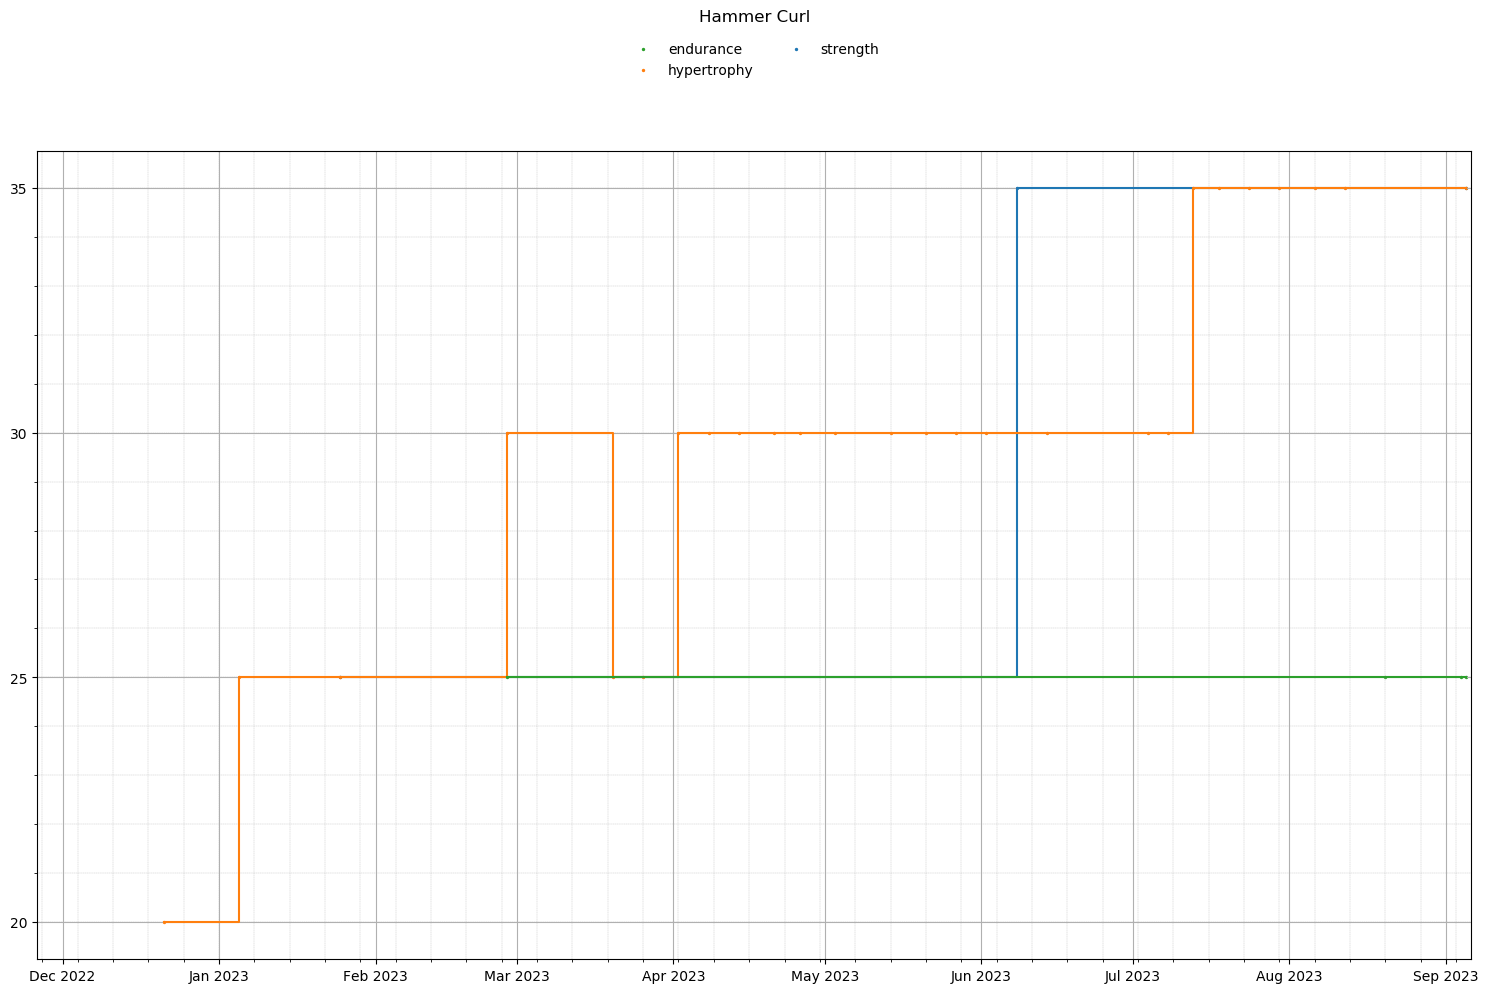 Hammer Curl
endurance
strength
hypertrophy
35
30
25
20
Dec 2022
Jan 2023
Feb 2023
Mar 2023
Apr 2023
May 2023
Jun 2023
Jul 2023
Aug 2023
Sep 2023